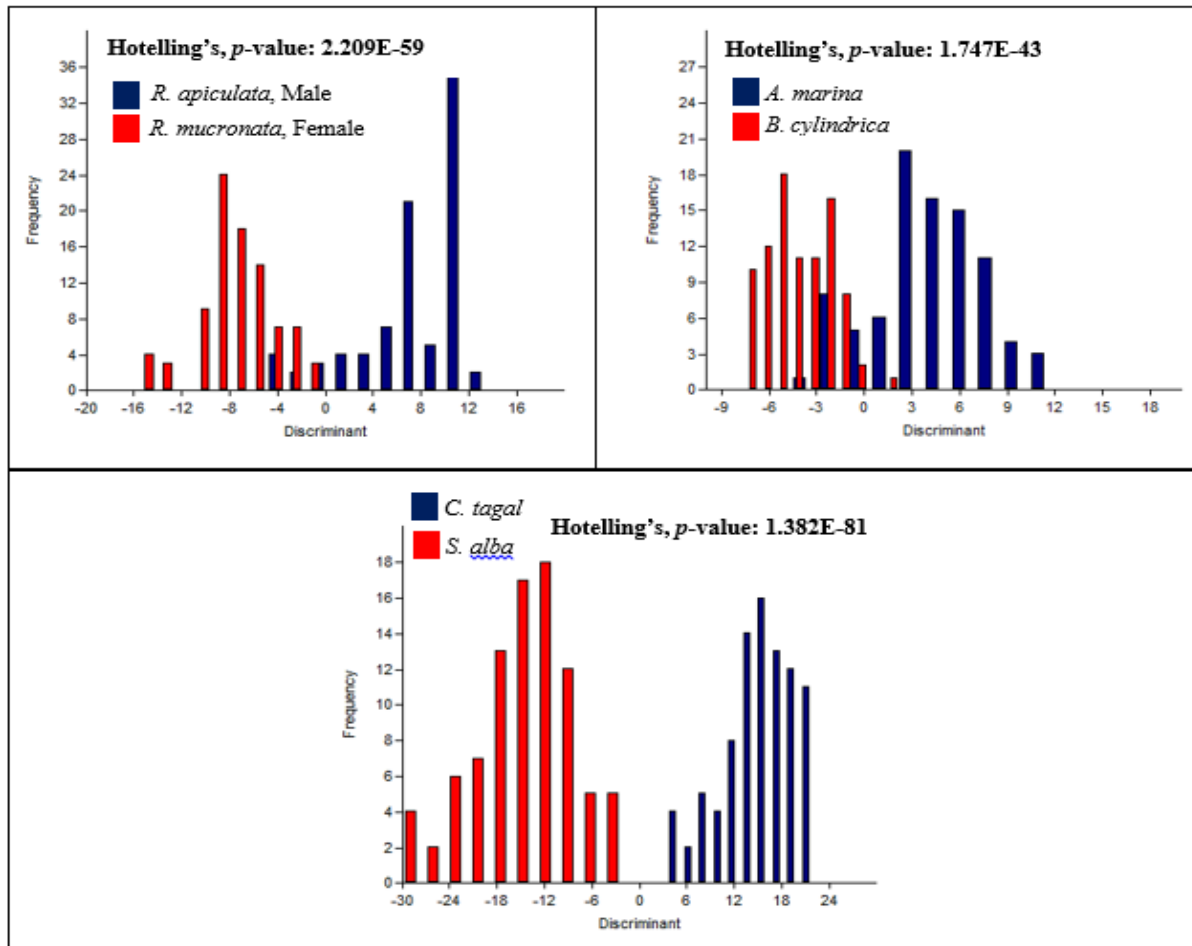 Hotelling's, p-value: 2.209E-59
R. apiculata, Male
R. mucronata, Female
36
32
28
24
20
16
12
8
4
0
Frequency
-20 -16 -12 -8 -4 0 4 8 12 16
Discriminant
Hotelling's, p-value: 1.747E-43
A. marina
B. cylindrica
27
24
21
18
15
12
9
6
3
0
Frequency
-9 -6 -3 0 3 6 9 12 15 18
Discriminant
C. tagal
Hotelling's, p-value: 1.382E-81
S. alba
18
16
14
12
10
8
6
4
2
0
Frequency
-30 -24 -18 -12 -6 0 6 12 18 24
Discriminant